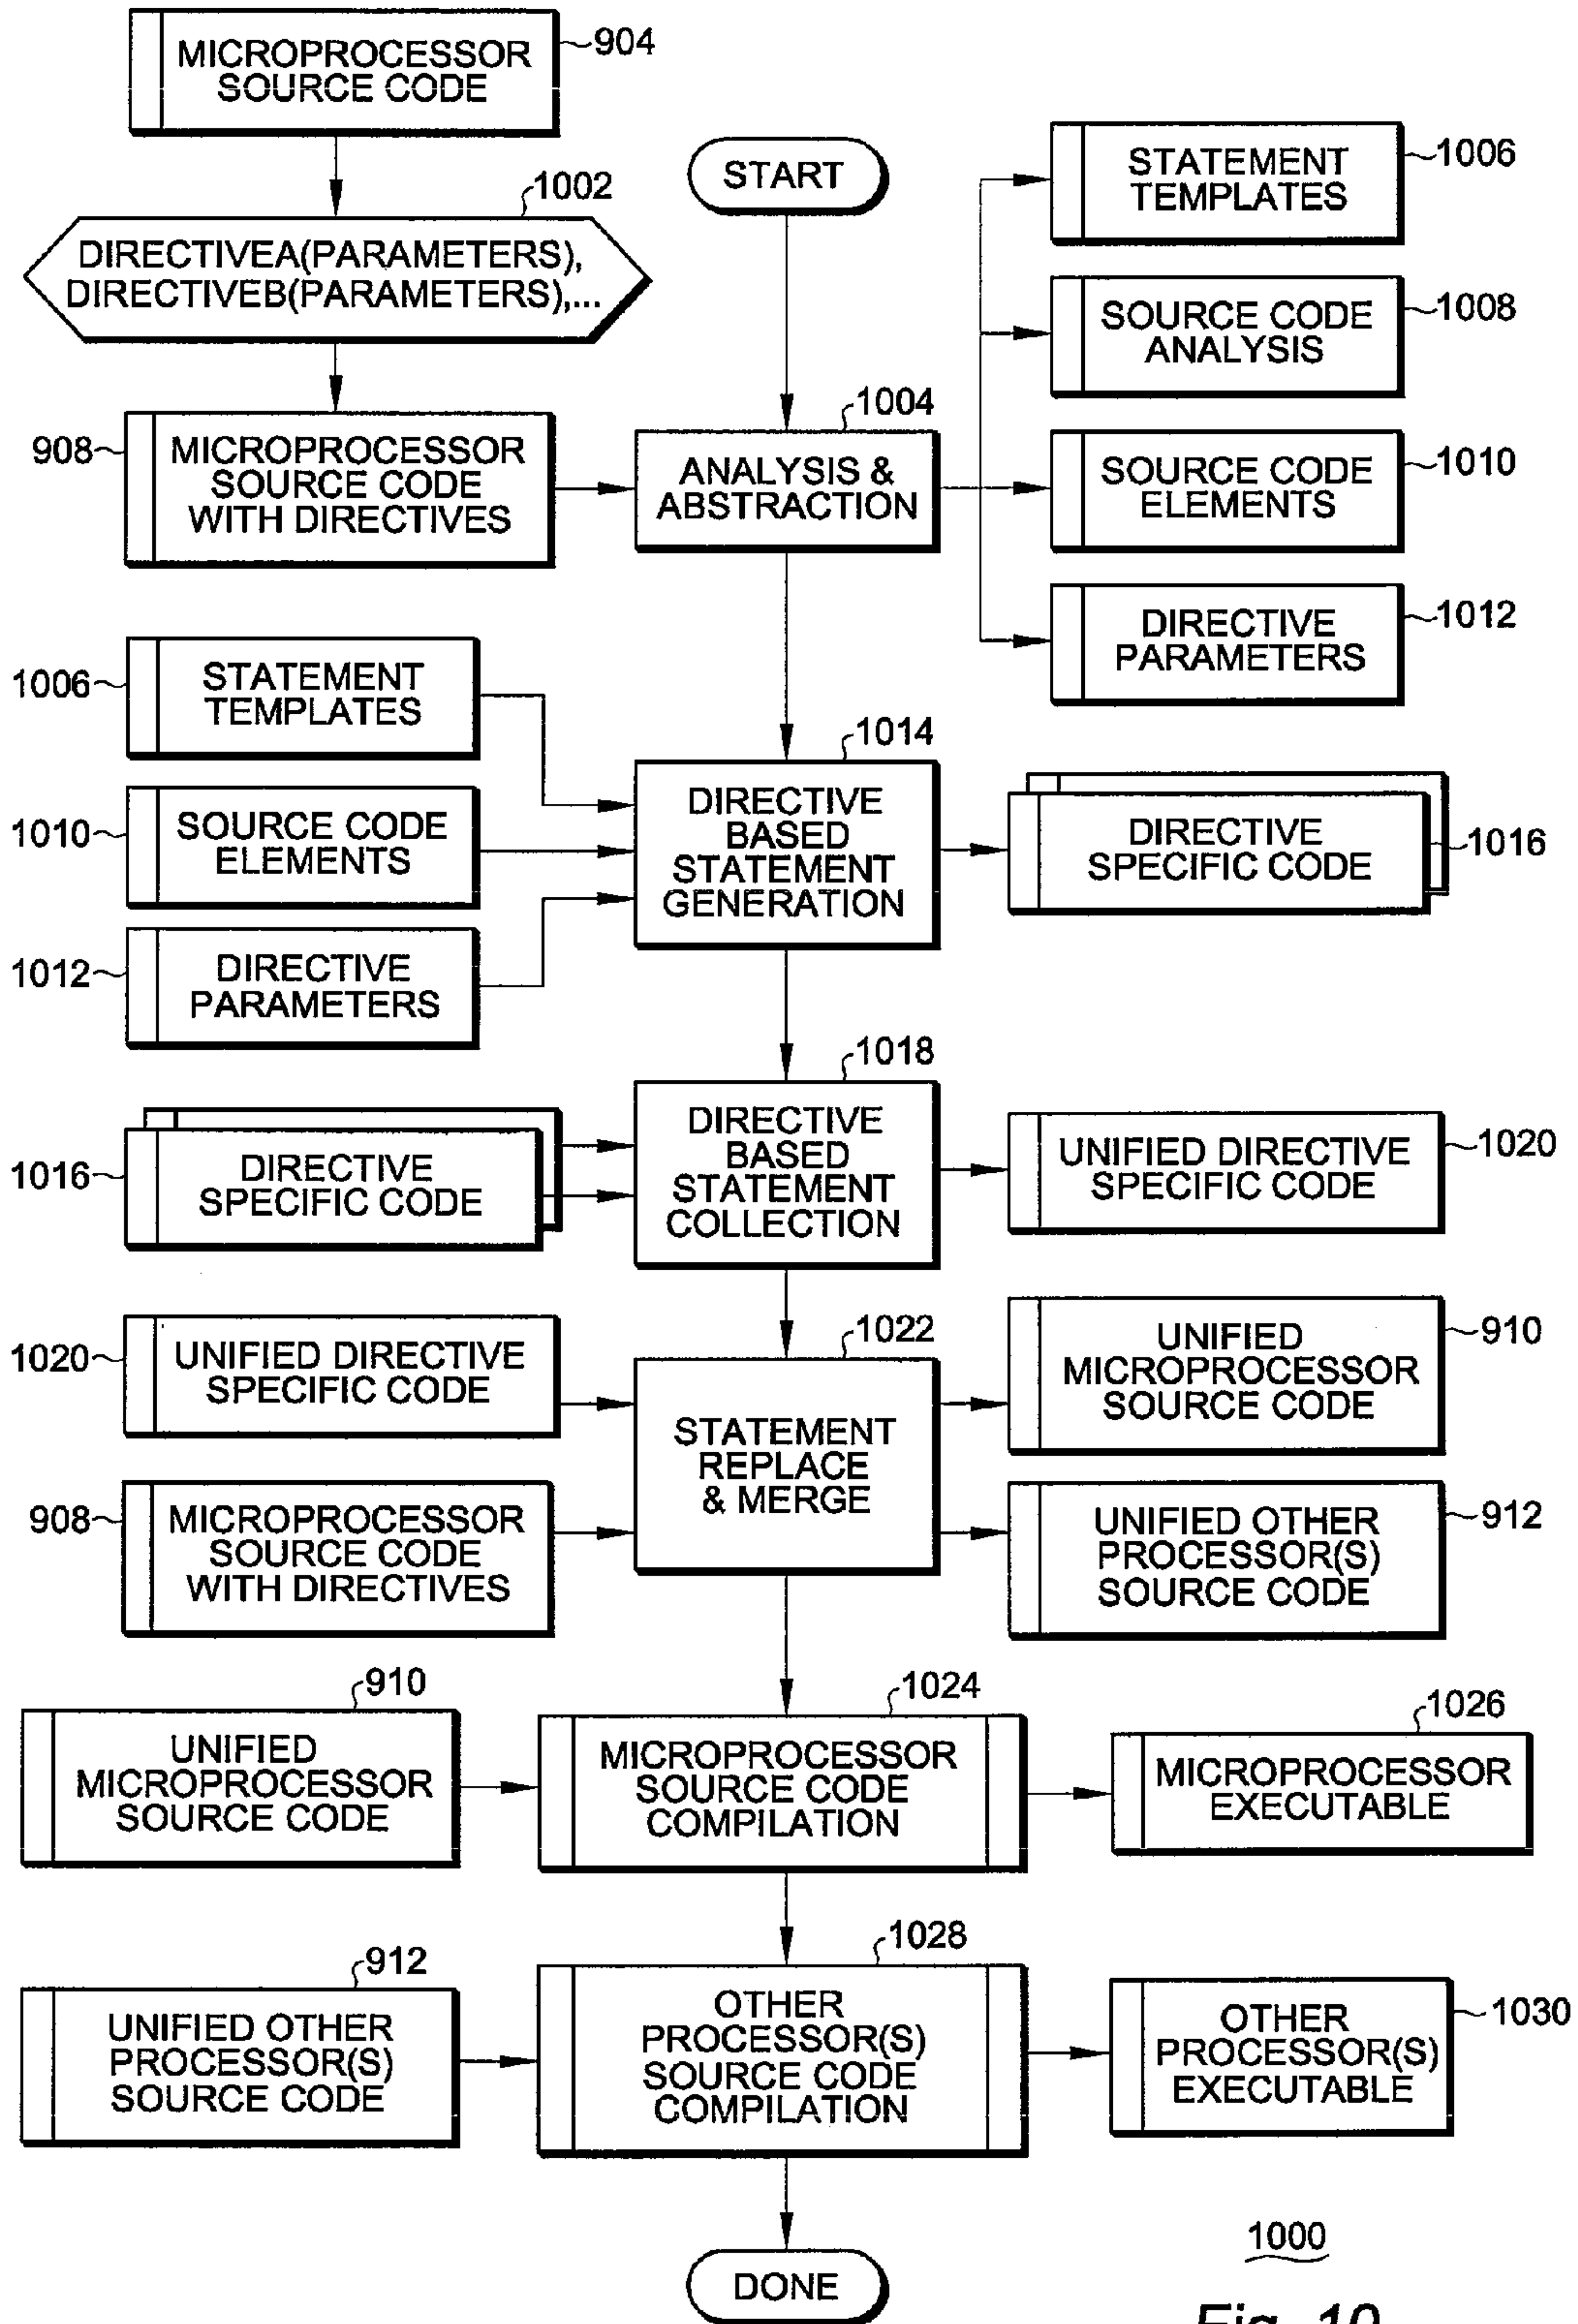 MICROPROCESSOR
SOURCE CODE
904
START
1002
DIRECTIVEA(PARAMETERS),
DIRECTIVEB(PARAMETERS),...
STATEMENT
TEMPLATES
1006
SOURCE CODE
ANALYSIS
1008
908
MICROPROCESSOR
SOURCE CODE
WITH DIRECTIVES
1004
ANALYSIS &
ABSTRACTION
SOURCE CODE
ELEMENTS
1010
DIRECTIVE
PARAMETERS
1012
1006
STATEMENT
TEMPLATES
1010
SOURCE CODE
ELEMENTS
1012
DIRECTIVE
PARAMETERS
1014
DIRECTIVE
BASED
STATEMENT
GENERATION
DIRECTIVE
SPECIFIC CODE
1016
1016
DIRECTIVE
SPECIFIC CODE
1018
DIRECTIVE
BASED
STATEMENT
COLLECTION
UNIFIED DIRECTIVE
SPECIFIC CODE
1020
1020
UNIFIED DIRECTIVE
SPECIFIC CODE
908
MICROPROCESSOR
SOURCE CODE
WITH DIRECTIVES
1022
STATEMENT
REPLACE
& MERGE
UNIFIED
MICROPROCESSOR
SOURCE CODE
910
UNIFIED OTHER
PROCESSOR(S)
SOURCE CODE
912
910
UNIFIED
MICROPROCESSOR
SOURCE CODE
1024
MICROPROCESSOR
SOURCE CODE
COMPILATION
1026
MICROPROCESSOR
EXECUTABLE
912
UNIFIED OTHER
PROCESSOR(S)
SOURCE CODE
1028
OTHER
PROCESSOR(S)
SOURCE CODE
COMPILATION
OTHER
PROCESSOR(S)
EXECUTABLE
1030
DONE
1000
Fig. 10